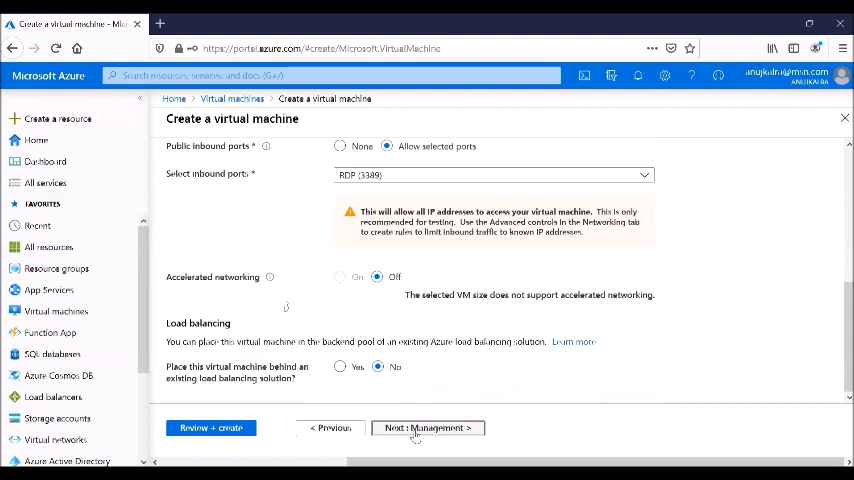 Create a virtual machine - Micr
https://portal.azure.com/#create/Microsoft.VirtualMachine
Microsoft Azure
Search resources, services, and docs (G+/)
anujkalra@msn.com
ANUJKALRA
Create a resource
Home
Dashboard
All services
FAVORITES
Recent
All resources
Resource groups
App Services
Virtual machines
Function App
SQL databases
Azure Cosmos DB
Load balancers
Storage accounts
Virtual networks
Azure Active Directory
Home > Virtual machines > Create a virtual machine
Create a virtual machine
Public inbound ports * None Allow selected ports
Select inbound ports * RDP (3389)
This will allow all IP addresses to access your virtual machine. This is only
recommended for testing. Use the Advanced controls in the Networking tab
to create rules to limit inbound traffic to known IP addresses.
Accelerated networking On Off
The selected VM size does not support accelerated networking.
Load balancing
You can place this virtual machine in the backend pool of an existing Azure load balancing solution. Learn more
Place this virtual machine behind an Yes No
existing load balancing solution?
Review + create < Previous Next : Management >